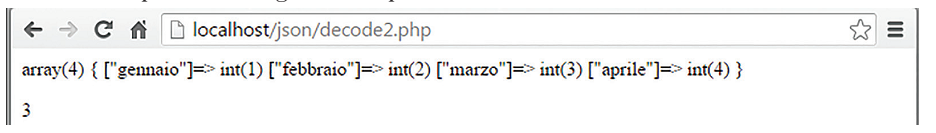 localhost/json/decode2.php
array(4) { ["gennaio"]=> int(1) ["febbraio"]=> int(2) ["marzo"]=> int(3) ["aprile"]=> int(4) }
3